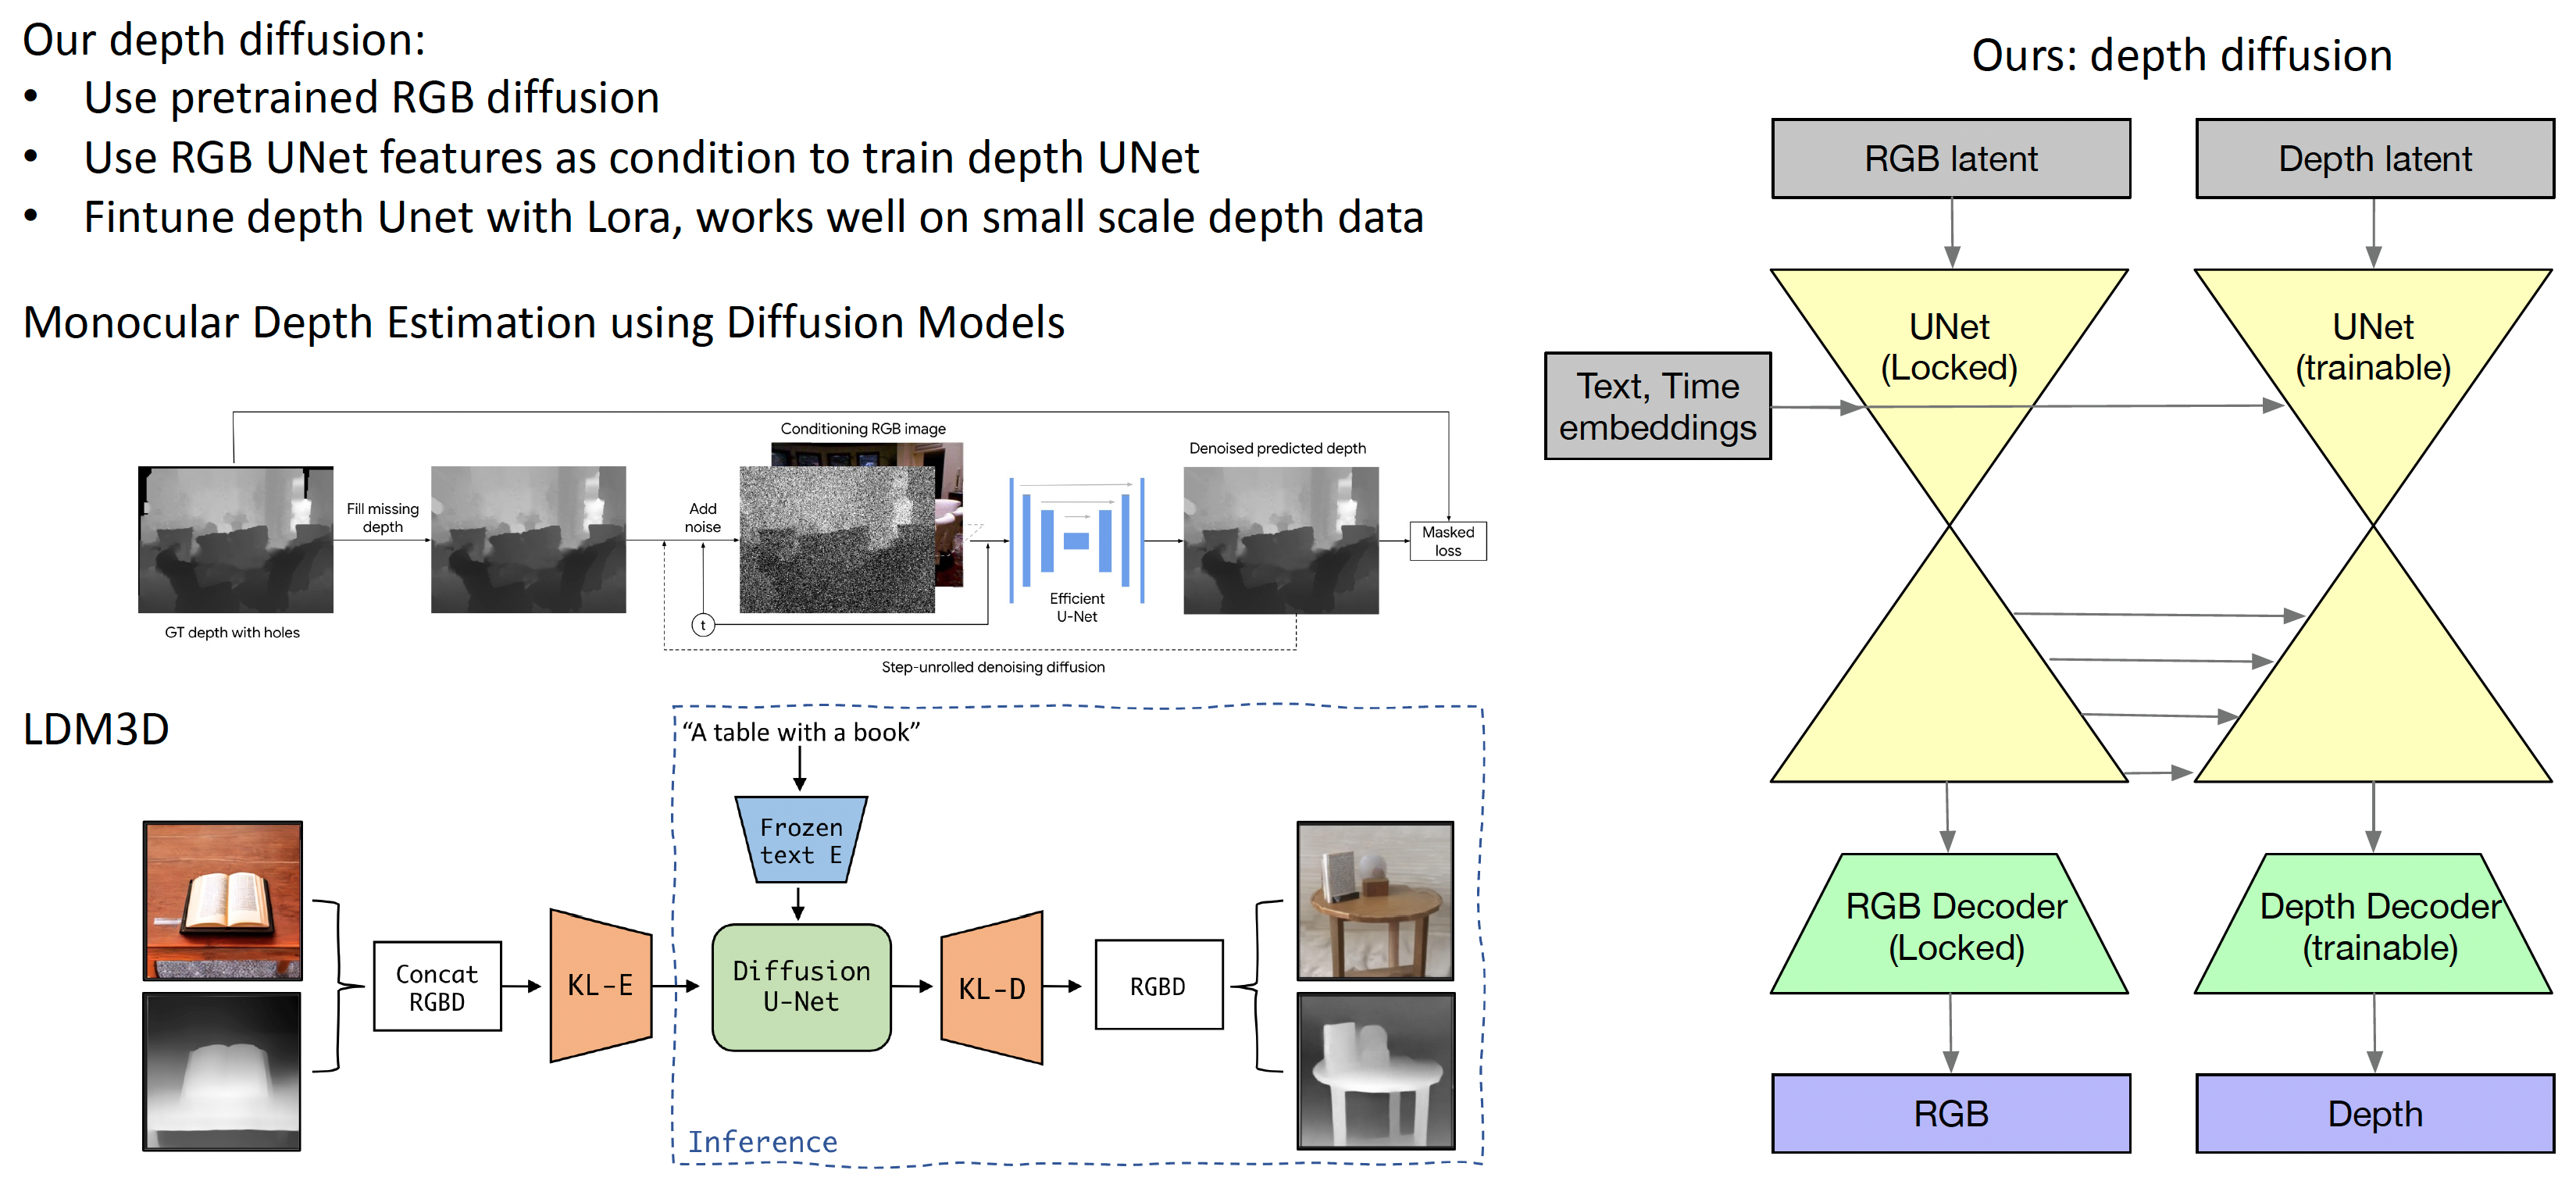 Our depth diffusion:
• Use pretrained RGB diffusion
• Use RGB UNet features as condition to train depth UNet
• Fintune depth Unet with Lora, works well on small scale depth data
Monocular Depth Estimation using Diffusion Models
Conditioning RGB image
Denoised predicted depth
Fill missing
depth
Add
noise
Masked
loss
Efficient
U-Net
GT depth with holes
t
Step-unrolled denoising diffusion
LDM3D
“A table with a book”
Frozen
text E
Concat
RGBD
KL-E
Diffusion
U-Net
KL-D
RGBD
Inference
Ours: depth diffusion
RGB latent
Depth latent
UNet
(Locked)
UNet
(trainable)
Text, Time
embeddings
RGB Decoder
(Locked)
Depth Decoder
(trainable)
RGB
Depth